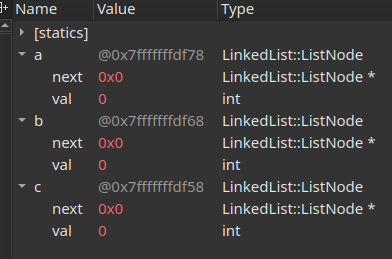 Name Value Type
[statics]
a @0x7fffffffdf78 LinkedList::ListNode
next 0x0 LinkedList::ListNode *
val 0 int
b @0x7fffffffdf68 LinkedList::ListNode
next 0x0 LinkedList::ListNode *
val 0 int
c @0x7fffffffdf58 LinkedList::ListNode
next 0x0 LinkedList::ListNode *
val 0 int